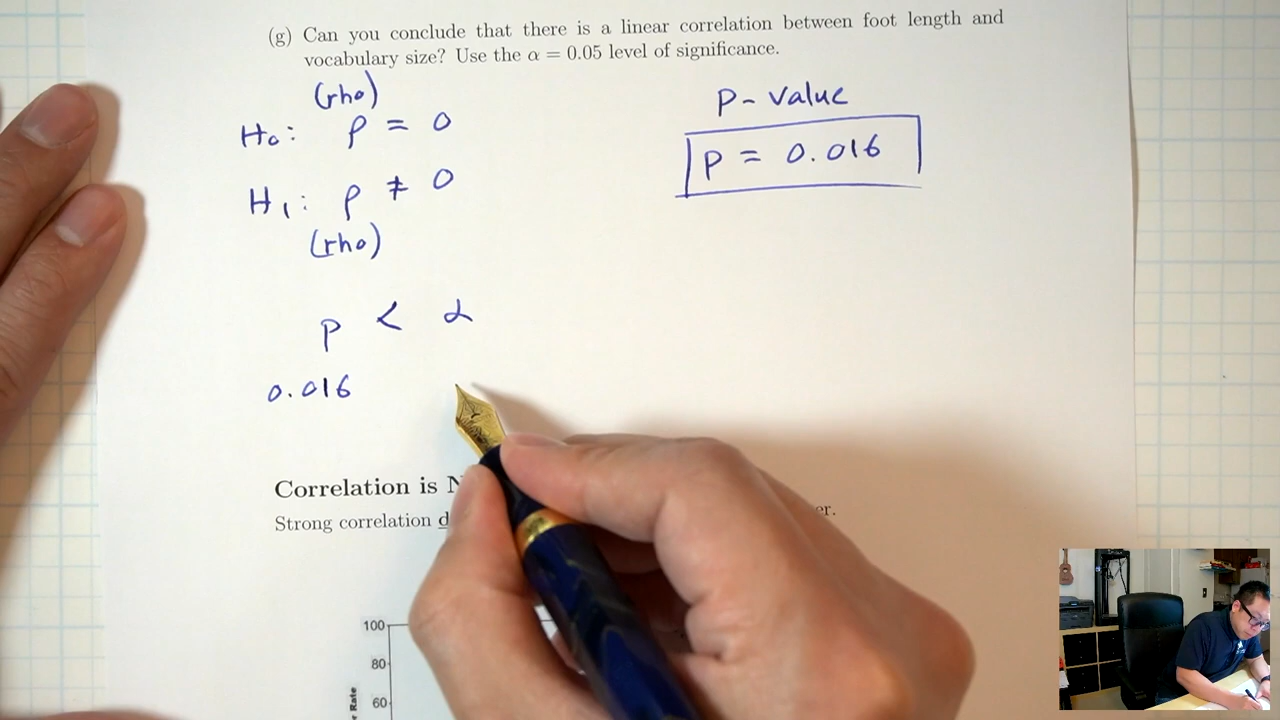 (g) Can you conclude that there is a linear correlation between foot length and
vocabulary size? Use the α = 0.05 level of significance.
(rho)
H₀: ρ = 0
H₁: ρ ≠ 0
(rho)
P-value
P = 0.016
P < α
0.016
Correlation is
Strong correlation
100
80
60
Rate